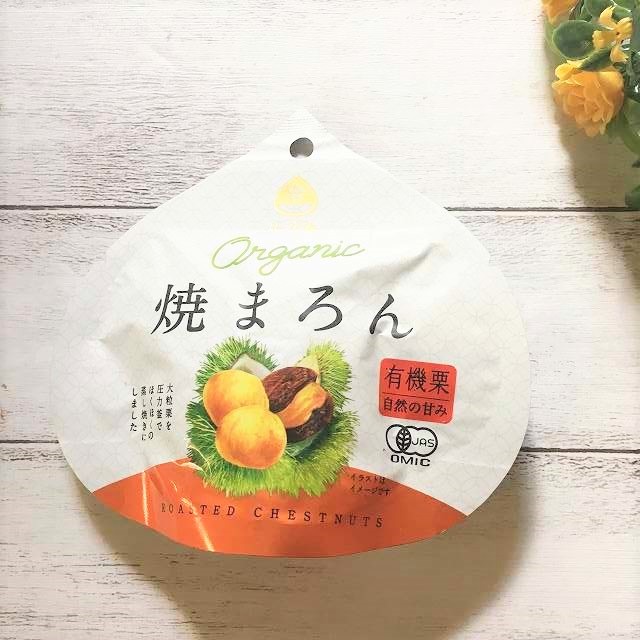 Organic
焼まろん
大粒栗を
圧力釜で
ほくほくの
蒸し焼きに
しました
有機栗
自然の甘み
JAS
OMIC
イラストは
イメージです
ROASTED CHESTNUTS